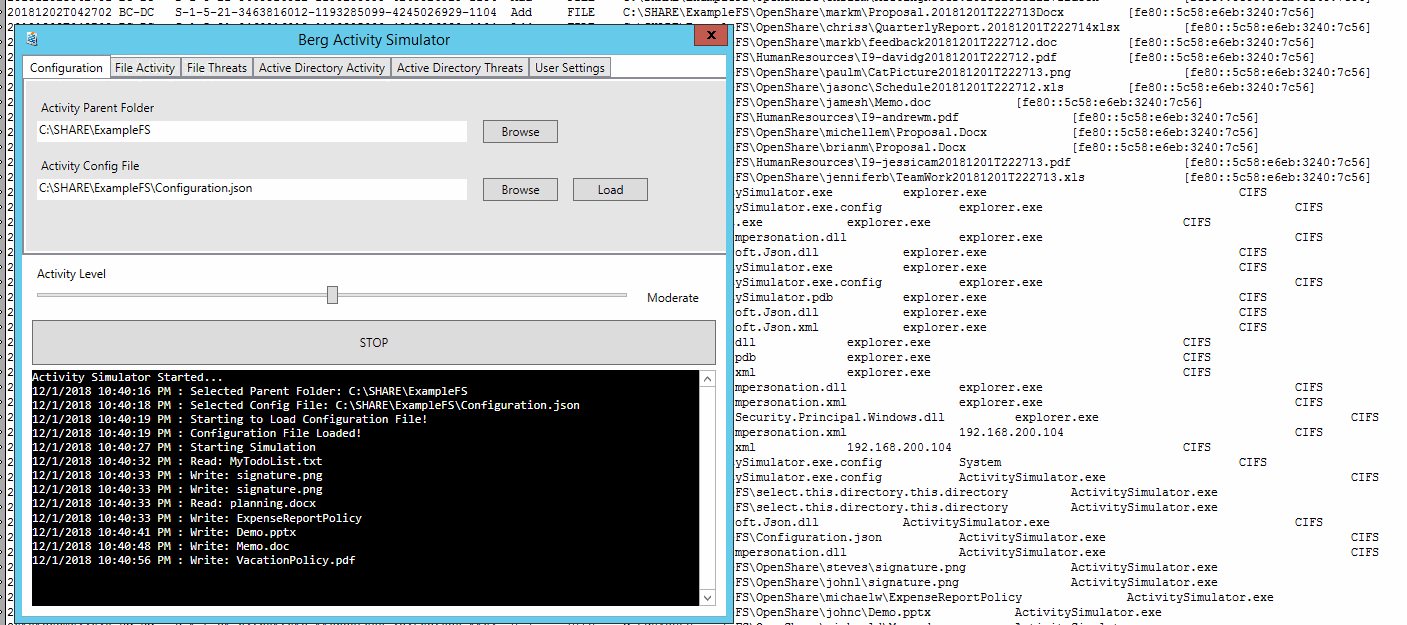 20181202T042702 BC-DC S-1-5-21-3463816012-1193285099-4245026929-1104 Add FILE C:\SHARE\ExampleFS\OpenShare\markm\Proposal.20181201T222713Docx [fe80::5c58:e6eb:3240:7c56]
FS\OpenShare\chriss\QuarterlyReport.20181201T222714xlsx [fe80::5c58:e6eb:3240:7c56]
Berg Activity Simulator
FS\OpenShare\markb\feedback20181201T222712.doc [fe80::5c58:e6eb:3240:7c56]
FS\HumanResources\I9-davidg20181201T222712.pdf [fe80::5c58:e6eb:3240:7c56]
Configuration File Activity File Threats Active Directory Activity Active Directory Threats User Settings
FS\OpenShare\paulm\CatPicture20181201T222713.png [fe80::5c58:e6eb:3240:7c56]
FS\OpenShare\jasonc\Schedule20181201T222712.xls [fe80::5c58:e6eb:3240:7c56]
Activity Parent Folder
FS\OpenShare\jamesh\Memo.doc [fe80::5c58:e6eb:3240:7c56]
FS\HumanResources\I9-andrewm.pdf [fe80::5c58:e6eb:3240:7c56]
C:\SHARE\ExampleFS Browse
FS\OpenShare\michellem\Proposal.Docx [fe80::5c58:e6eb:3240:7c56]
FS\OpenShare\brianm\Proposal.Docx [fe80::5c58:e6eb:3240:7c56]
Activity Config File
FS\HumanResources\I9-jessicam20181201T222713.pdf [fe80::5c58:e6eb:3240:7c56]
FS\OpenShare\jenniferb\TeamWork20181201T222713.xls [fe80::5c58:e6eb:3240:7c56]
C:\SHARE\ExampleFS\Configuration.json Browse Load
ySimulator.exe explorer.exe CIFS
ySimulator.exe.config explorer.exe CIFS
.exe explorer.exe CIFS
mpersonation.dll explorer.exe CIFS
oft.Json.dll explorer.exe CIFS
Activity Level
ySimulator.exe explorer.exe CIFS
ySimulator.exe.config explorer.exe CIFS
Moderate
ySimulator.pdb explorer.exe CIFS
oft.Json.dll explorer.exe CIFS
oft.Json.xml explorer.exe CIFS
STOP
dll explorer.exe CIFS
pdb explorer.exe CIFS
xml explorer.exe CIFS
Activity Simulator Started...
mpersonation.dll explorer.exe CIFS
12/1/2018 10:40:16 PM : Selected Parent Folder: C:\SHARE\ExampleFS
mpersonation.xml explorer.exe CIFS
12/1/2018 10:40:18 PM : Selected Config File: C:\SHARE\ExampleFS\Configuration.json
Security.Principal.Windows.dll explorer.exe CIFS
12/1/2018 10:40:19 PM : Starting to Load Configuration File!
mpersonation.xml 192.168.200.104 CIFS
12/1/2018 10:40:19 PM : Configuration File Loaded!
xml 192.168.200.104 CIFS
12/1/2018 10:40:27 PM : Starting Simulation
ySimulator.exe.config System CIFS
12/1/2018 10:40:32 PM : Read: MyTodoList.txt
ySimulator.exe.config ActivitySimulator.exe CIFS
12/1/2018 10:40:33 PM : Write: signature.png
12/1/2018 10:40:33 PM : Write: signature.png
FS\select.this.directory.this.directory ActivitySimulator.exe
12/1/2018 10:40:33 PM : Read: planning.docx
FS\select.this.directory.this.directory ActivitySimulator.exe
12/1/2018 10:40:33 PM : Write: ExpenseReportPolicy
oft.Json.dll ActivitySimulator.exe CIFS
12/1/2018 10:40:41 PM : Write: Demo.pptx
FS\Configuration.json ActivitySimulator.exe CIFS
12/1/2018 10:40:48 PM : Write: Memo.doc
mpersonation.dll ActivitySimulator.exe CIFS
12/1/2018 10:40:56 PM : Write: VacationPolicy.pdf
FS\OpenShare\steves\signature.png ActivitySimulator.exe
FS\OpenShare\johnl\signature.png ActivitySimulator.exe
FS\OpenShare\michaelw\ExpenseReportPolicy ActivitySimulator.exe
FS\OpenShare\johnc\Demo.pptx ActivitySimulator.exe